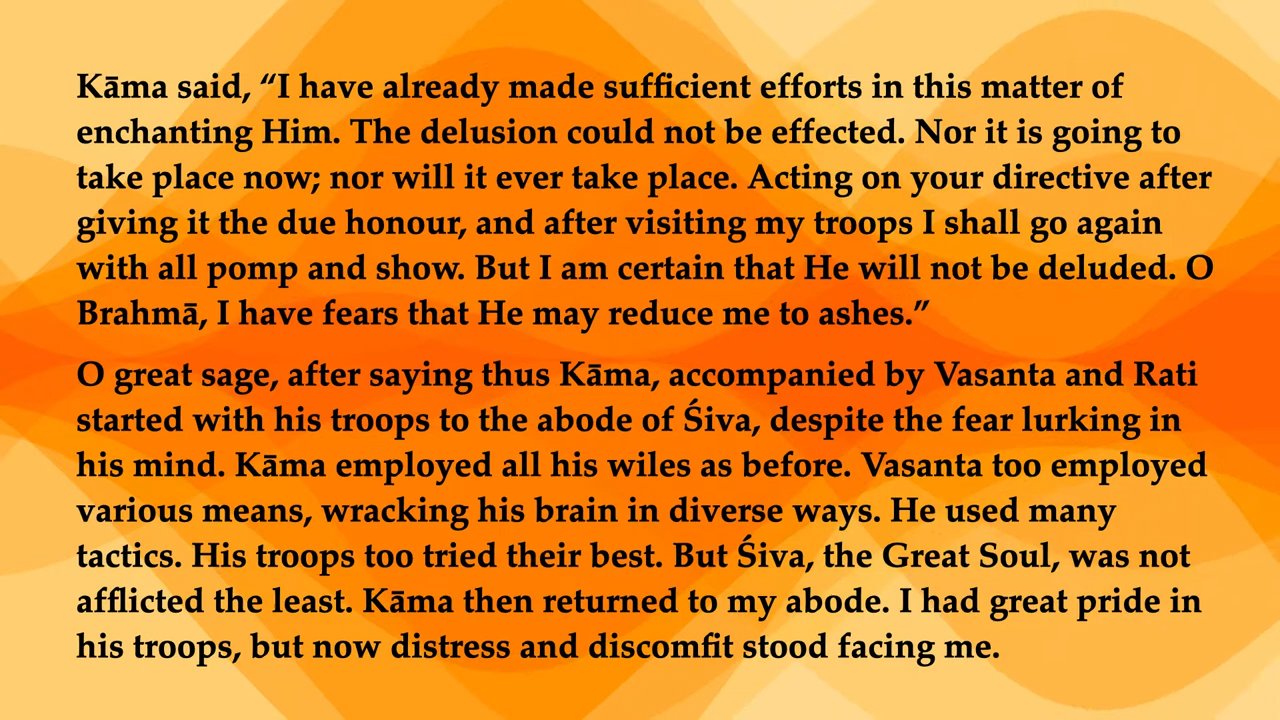 Kāma said, “I have already made sufficient efforts in this matter of
enchanting Him. The delusion could not be effected. Nor it is going to
take place now; nor will it ever take place. Acting on your directive after
giving it the due honour, and after visiting my troops I shall go again
with all pomp and show. But I am certain that He will not be deluded. O
Brahmā, I have fears that He may reduce me to ashes.”
O great sage, after saying thus Kāma, accompanied by Vasanta and Rati
started with his troops to the abode of Śiva, despite the fear lurking in
his mind. Kāma employed all his wiles as before. Vasanta too employed
various means, wracking his brain in diverse ways. He used many
tactics. His troops too tried their best. But Śiva, the Great Soul, was not
afflicted the least. Kāma then returned to my abode. I had great pride in
his troops, but now distress and discomfit stood facing me.